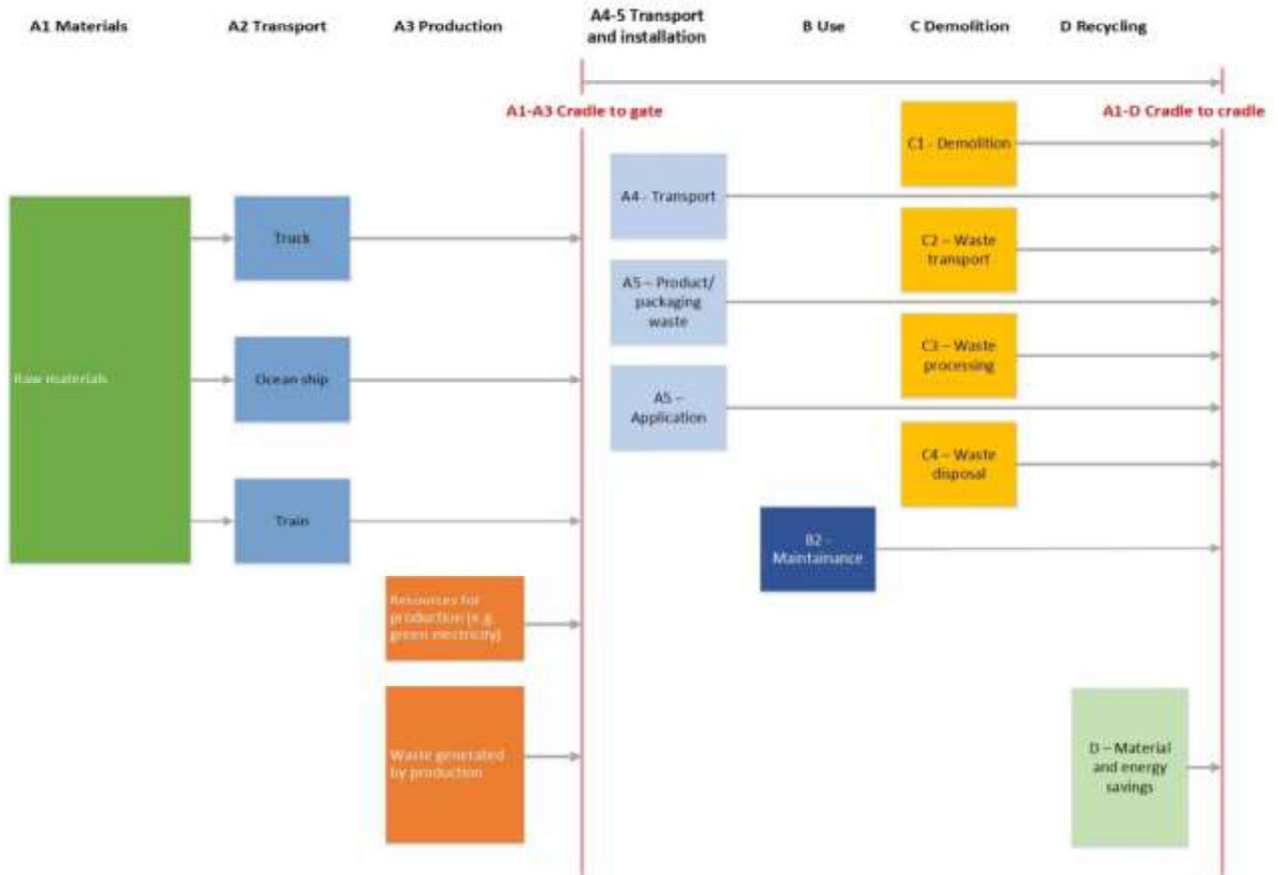 A1 Materials
A2 Transport
A3 Production
A4-5 Transport
and installation
B Use
C Demolition
D Recycling
A1-A3 Cradle to gate
A1-D Cradle to cradle
C1 - Demolition
A4 - Transport
Truck
C2 – Waste
transport
A5 – Product/
packaging
waste
C3 – Waste
processing
Raw materials
Ocean ship
A5 –
Application
C4 – Waste
disposal
Train
B2 -
Maintainance
Resources for
production (e.g.
green electricity)
Waste generated
by production
D – Material
and energy
savings